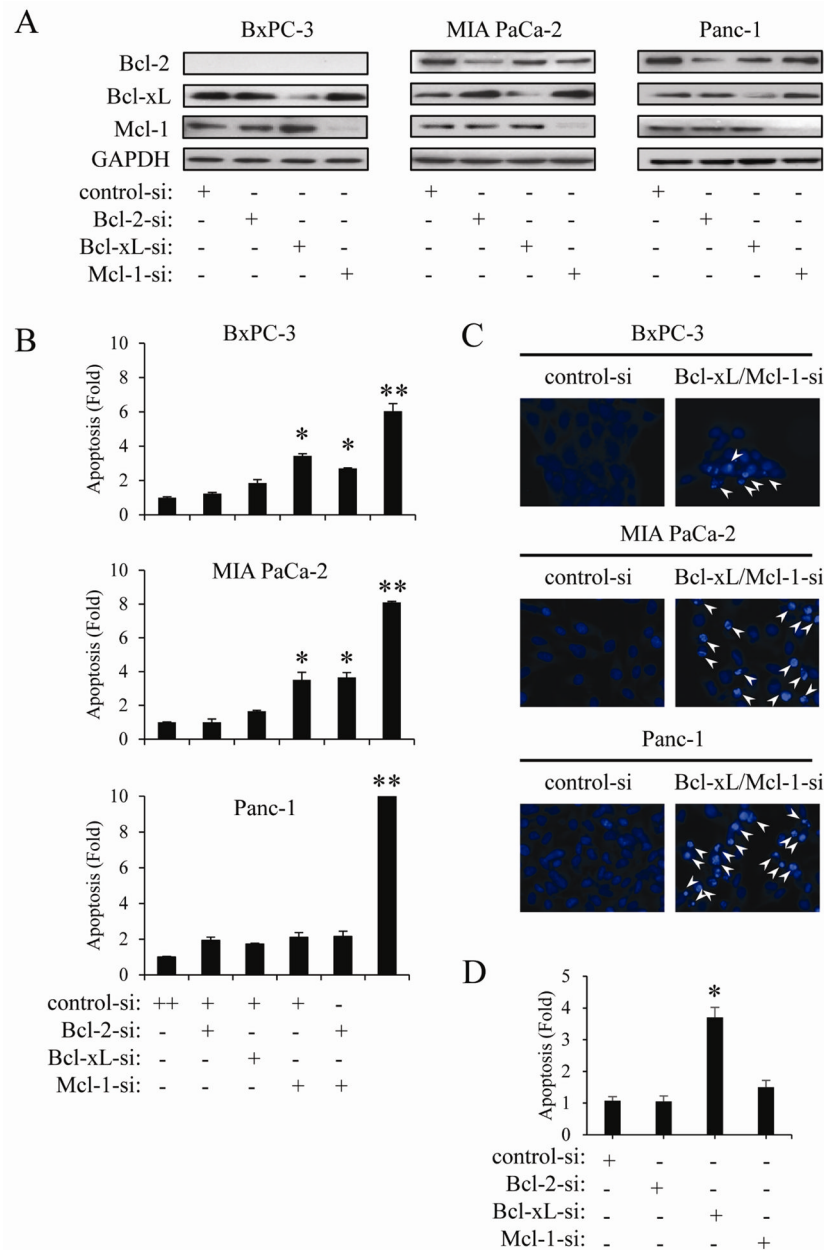 A
BxPC-3 MIA PaCa-2 Panc-1
Bcl-2
Bcl-xL
Mcl-1
GAPDH
control-si: + - - - + - - - + - - -
Bcl-2-si: - + - - - + - - - + - -
Bcl-xL-si: - - + - - - + - - - + -
Mcl-1-si: - - - + - - - + - - - +
B
BxPC-3
Apoptosis (Fold)
10
8
6
4
2
0
* * **
MIA PaCa-2
Apoptosis (Fold)
10
8
6
4
2
0
* * **
Panc-1
Apoptosis (Fold)
10
8
6
4
2
0
**
control-si: ++ + + + -
Bcl-2-si: - + - - +
Bcl-xL-si: - - + - -
Mcl-1-si: - - - + +
C
BxPC-3
control-si Bcl-xL/Mcl-1-si
MIA PaCa-2
control-si Bcl-xL/Mcl-1-si
Panc-1
control-si Bcl-xL/Mcl-1-si
D
Apoptosis (Fold)
5
4
3
2
1
0
*
control-si: + - - -
Bcl-2-si: - + - -
Bcl-xL-si: - - + -
Mcl-1-si: - - - +